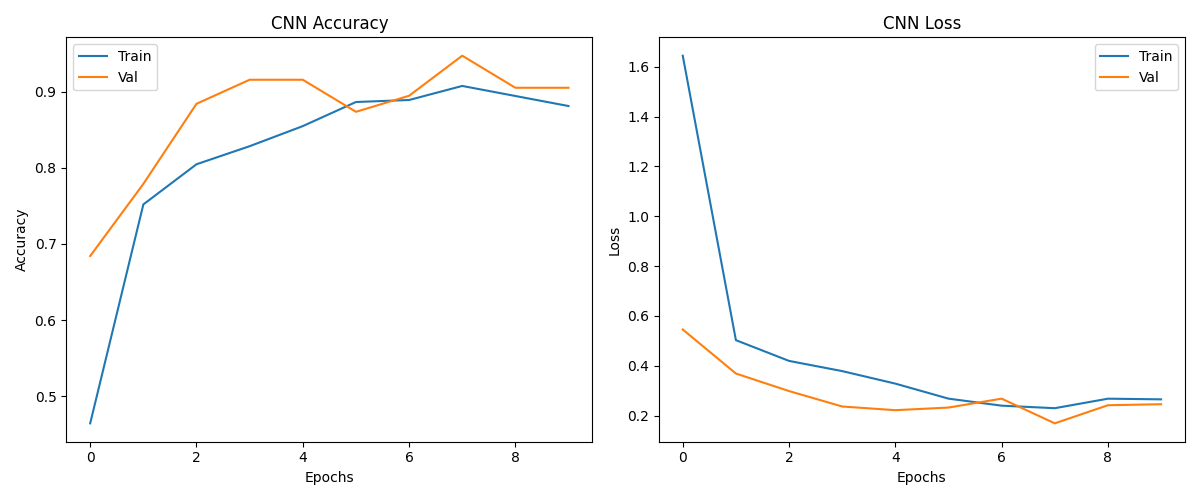 CNN Accuracy
Train
Val
Accuracy
0.9
0.8
0.7
0.6
0.5
0 2 4 6 8
Epochs
CNN Loss
Train
Val
Loss
1.6
1.4
1.2
1.0
0.8
0.6
0.4
0.2
0 2 4 6 8
Epochs